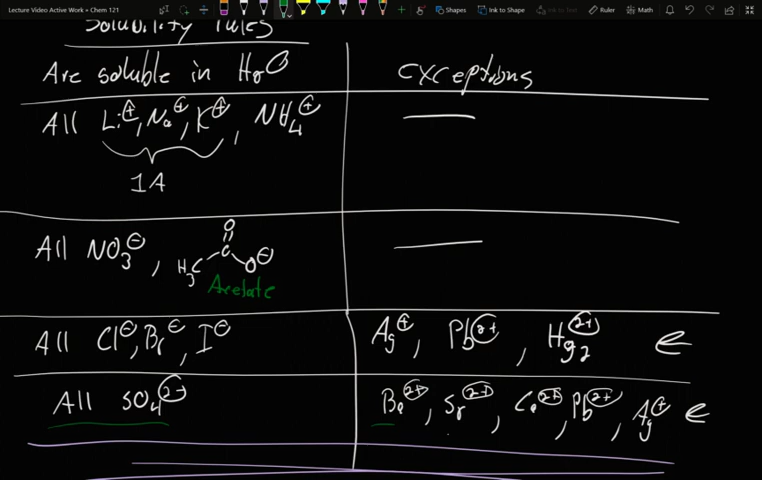 Lecture Video Active Work • Chem 121
Shapes Ink to Shape Ink to Text Ruler Math
Solubility rules
Are soluble in H₂O exceptions
All Li⁺, Na⁺, K⁺, NH₄⁺ —
1A
All NO₃⁻, H₃C C O O⁻ —
Acetate
All Cl⁻, Br⁻, I⁻ Ag⁺, Pb²⁺, Hg₂²⁺ ←
All SO₄²⁻ Ba²⁺, Sr²⁺, Ca²⁺, Pb²⁺, Ag⁺ ←